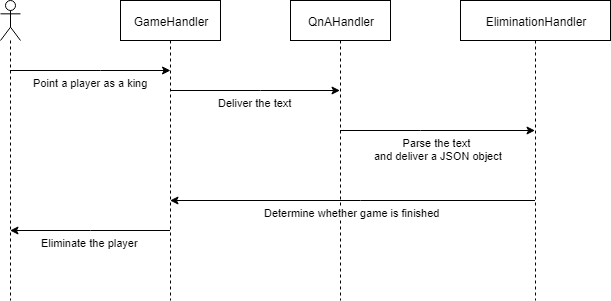 GameHandler
QnAHandler
EliminationHandler
Point a player as a king
Deliver the text
Parse the text
and deliver a JSON object
Determine whether game is finished
Eliminate the player